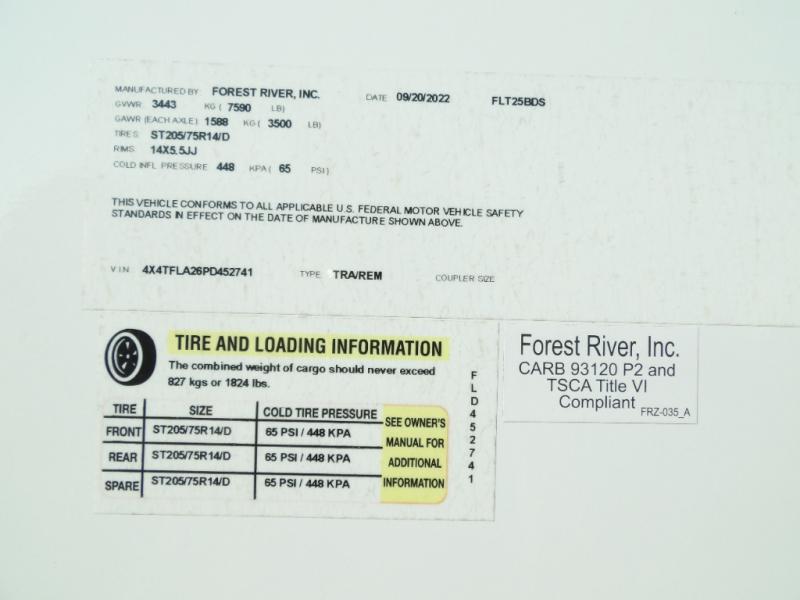 MANUFACTURED BY FOREST RIVER, INC. DATE 09/20/2022 FLT25BDS
GVWR 3443 KG ( 7590 LB)
GAWR (EACH AXLE) 1588 KG ( 3500 LB)
TIRES ST205/75R14/D
RIMS 14X5.5JJ
COLD INFL PRESSURE 448 KPA ( 65 PSI)
THIS VEHICLE CONFORMS TO ALL APPLICABLE U.S. FEDERAL MOTOR VEHICLE SAFETY
STANDARDS IN EFFECT ON THE DATE OF MANUFACTURE SHOWN ABOVE.
VIN 4X4TFLA26PD452741 TYPE TRA/REM COUPLER SIZE
TIRE AND LOADING INFORMATION
The combined weight of cargo should never exceed
827 kgs or 1824 lbs.
TIRE SIZE COLD TIRE PRESSURE SEE OWNER'S
FRONT ST205/75R14/D 65 PSI / 448 KPA MANUAL FOR
REAR ST205/75R14/D 65 PSI / 448 KPA ADDITIONAL
SPARE ST205/75R14/D 65 PSI / 448 KPA INFORMATION
FLD452741
Forest River, Inc.
CARB 93120 P2 and
TSCA Title VI
Compliant FRZ-035_A